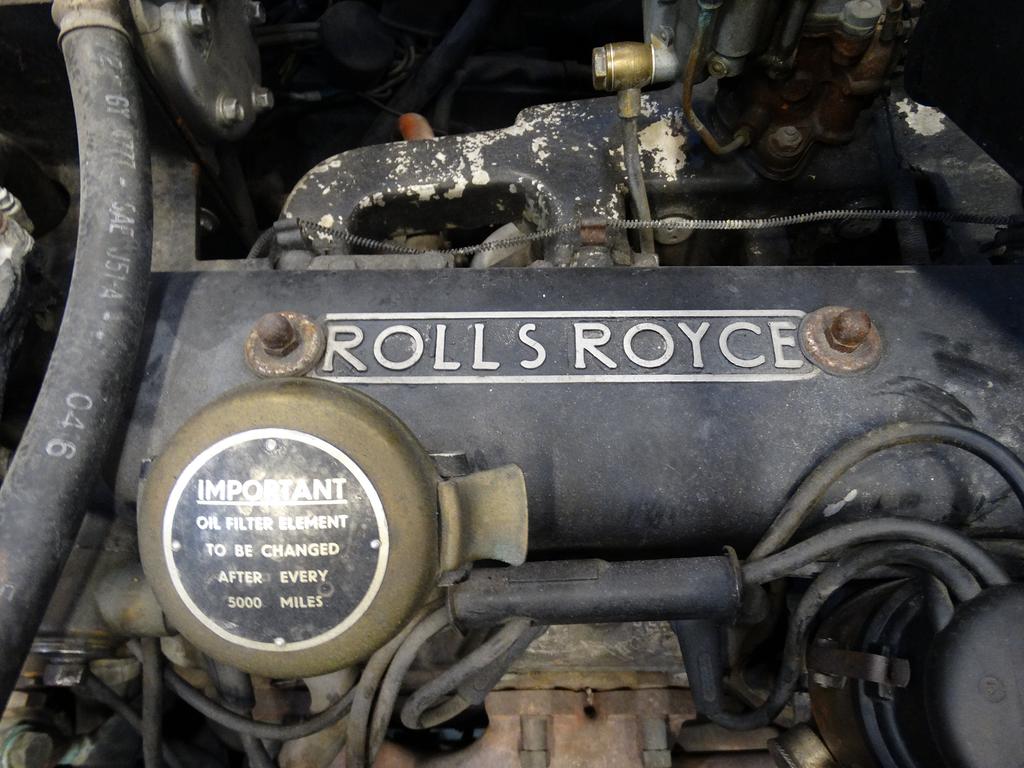 ROLLS ROYCE
IMPORTANT
OIL FILTER ELEMENT
TO BE CHANGED
AFTER EVERY
5000 MILES
046